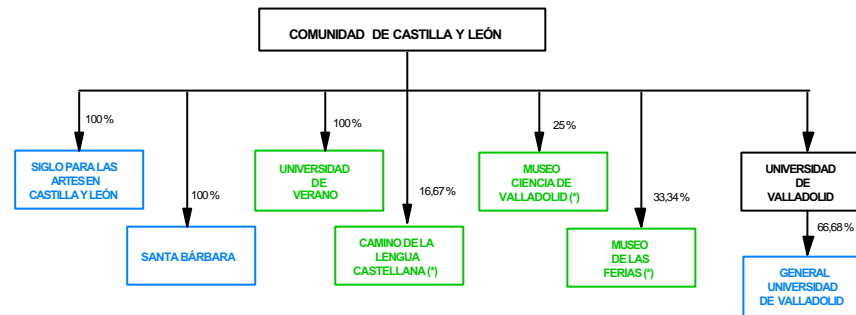 COMUNIDAD DE CASTILLA Y LEÓN
100%
100%
25%
SIGLO PARA LAS
ARTES EN
CASTILLA Y LEÓN
UNIVERSIDAD
DE
VERANO
MUSEO
CIENCIA DE
VALLADOLID (*)
UNIVERSIDAD
DE
VALLADOLID
100%
16,67%
33,34%
66,68%
SANTA BÁRBARA
CAMINO DE LA
LENGUA
CASTELLANA (*)
MUSEO
DE LAS
FERIAS (*)
GENERAL
UNIVERSIDAD
DE VALLADOLID